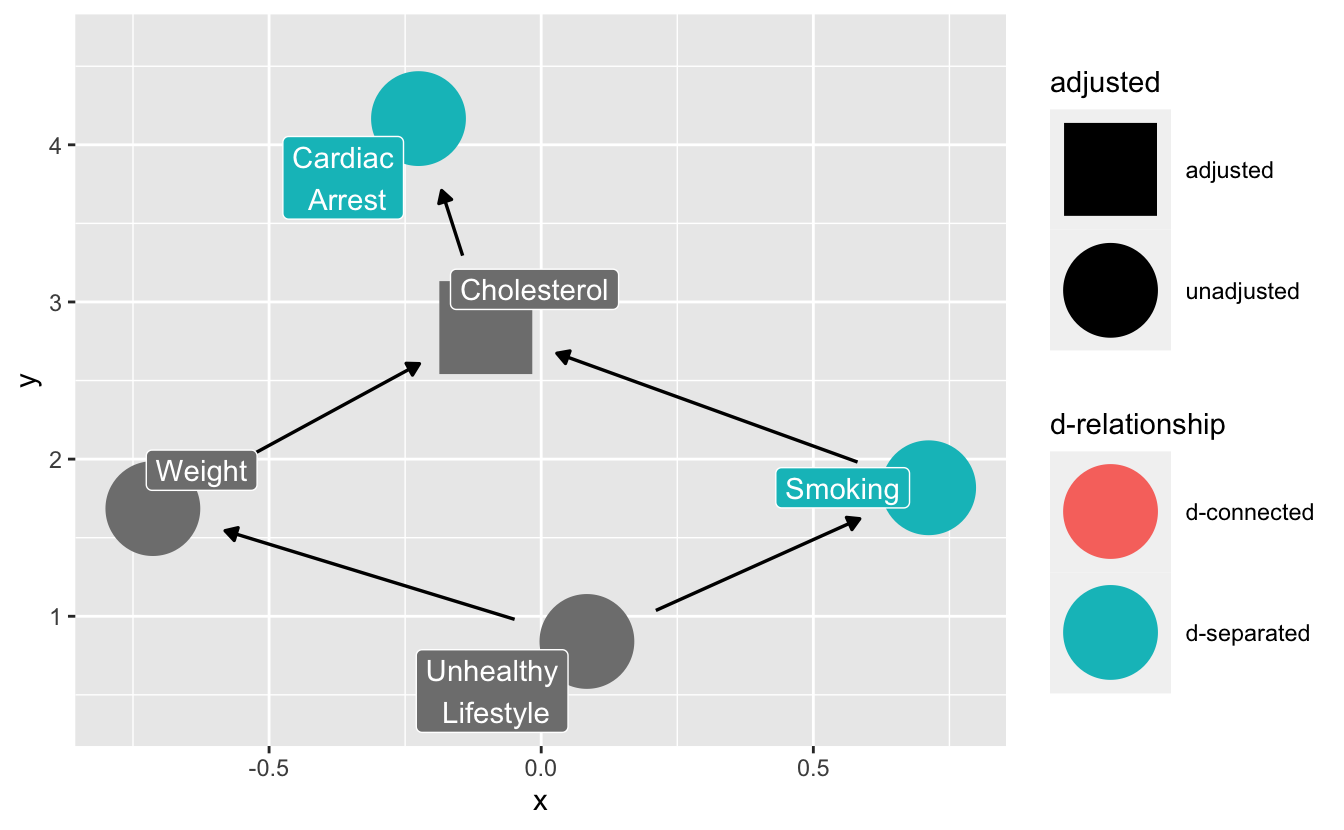 Cardiac
Arrest
Cholesterol
Weight
Smoking
Unhealthy
Lifestyle
4
3
2
1
y
-0.5
0.0
0.5
x
adjusted
adjusted
unadjusted
d-relationship
d-connected
d-separated